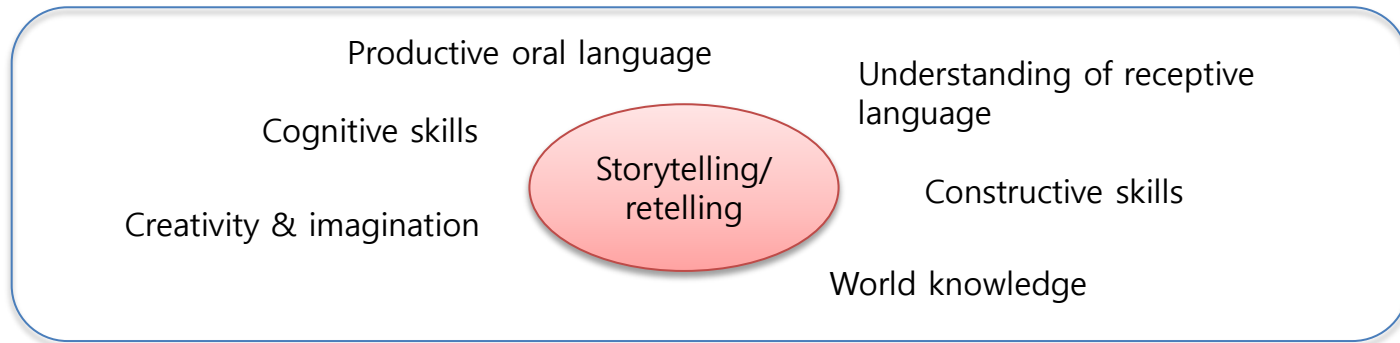 Productive oral language
Understanding of receptive
language
Cognitive skills
Storytelling/
retelling
Constructive skills
Creativity & imagination
World knowledge